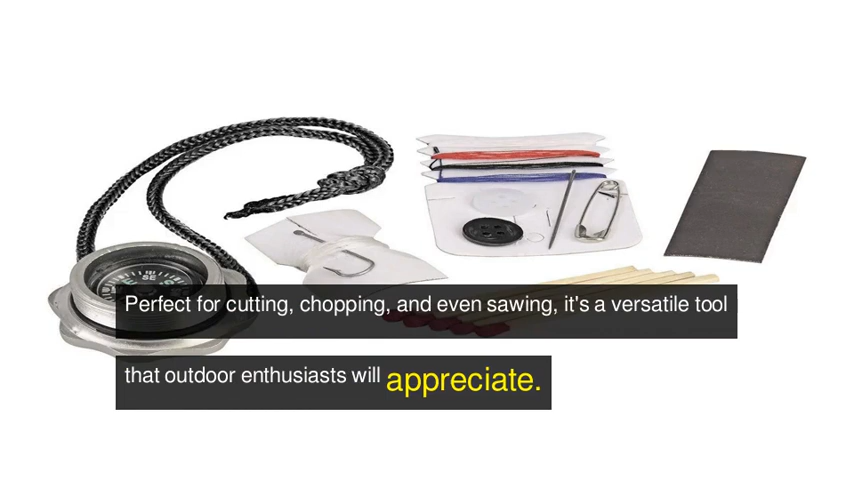 Perfect for cutting, chopping, and even sawing, it's a versatile tool
that outdoor enthusiasts will appreciate.